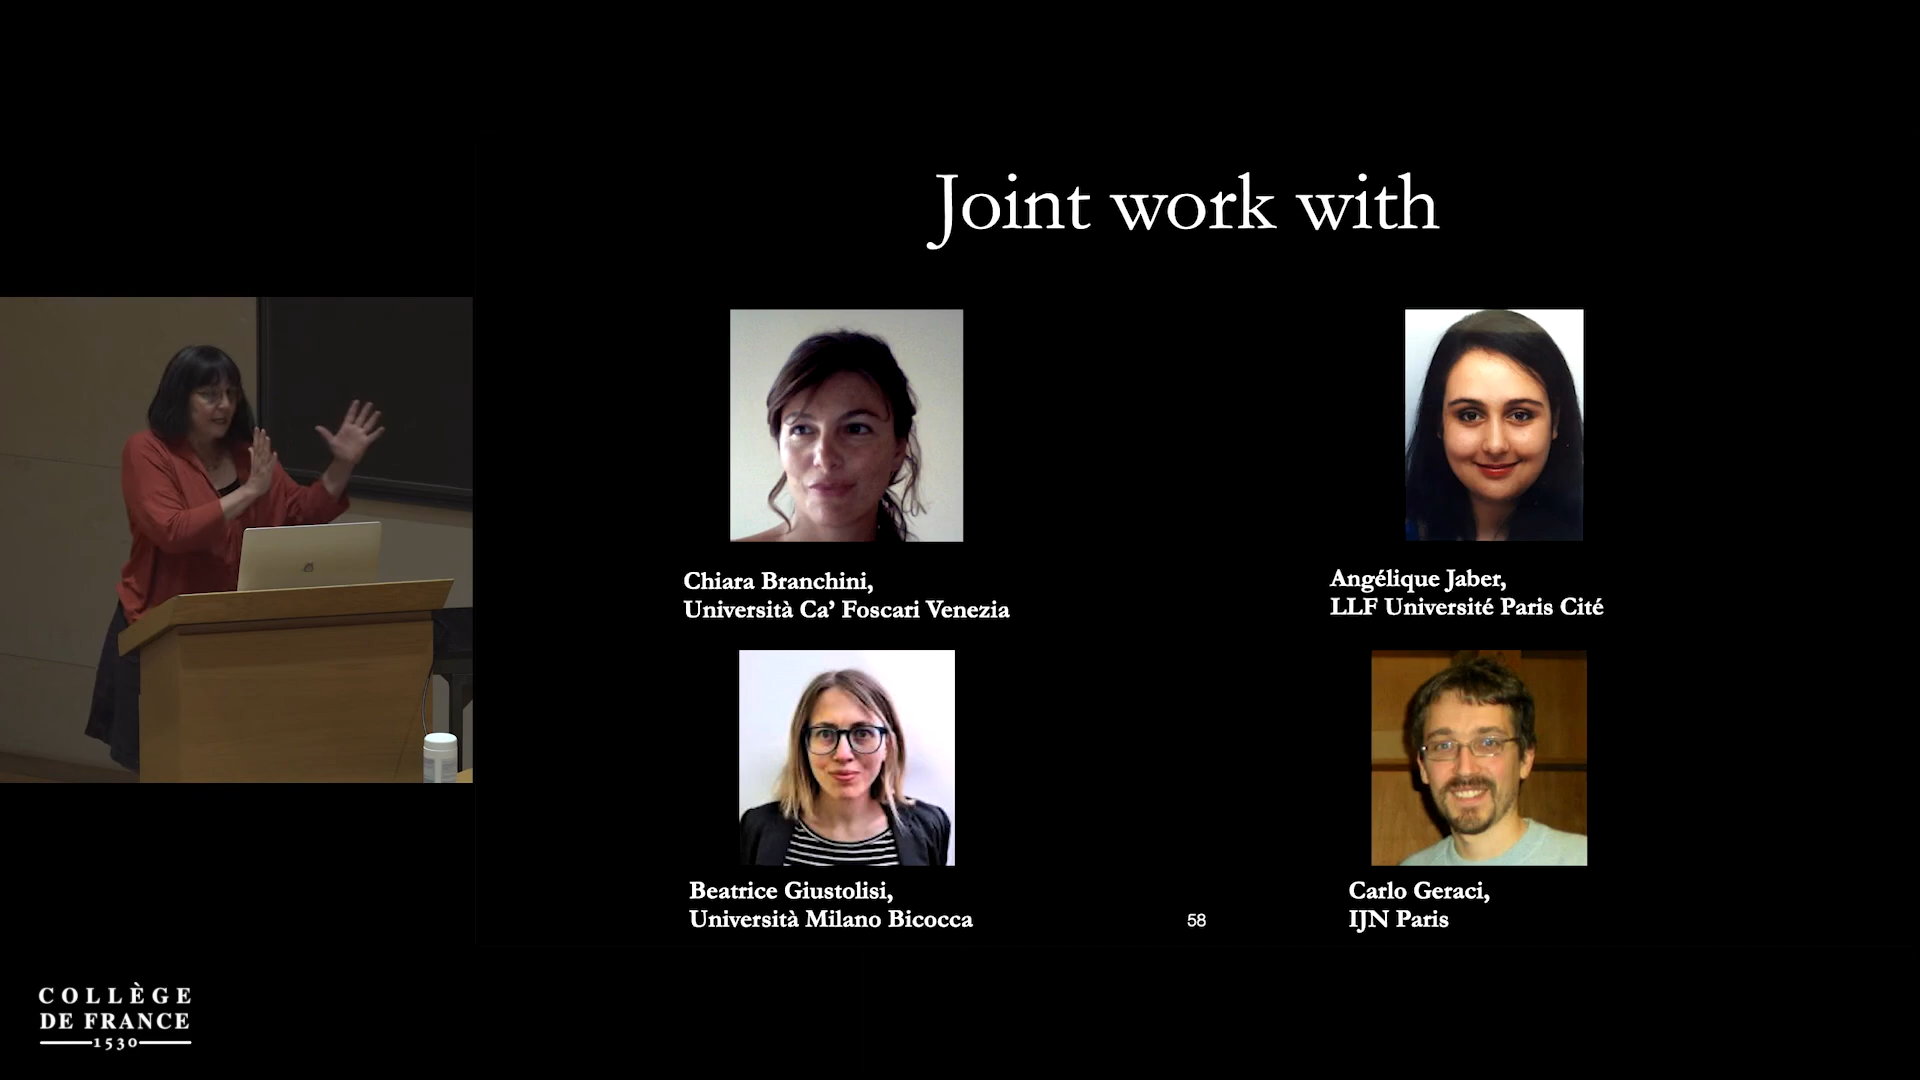 Joint work with
Chiara Branchini,
Università Ca’ Foscari Venezia
Angélique Jaber,
LLF Université Paris Cité
Beatrice Giustolisi,
Università Milano Bicocca
Carlo Geraci,
IJN Paris
58
COLLÈGE
DE FRANCE
1530